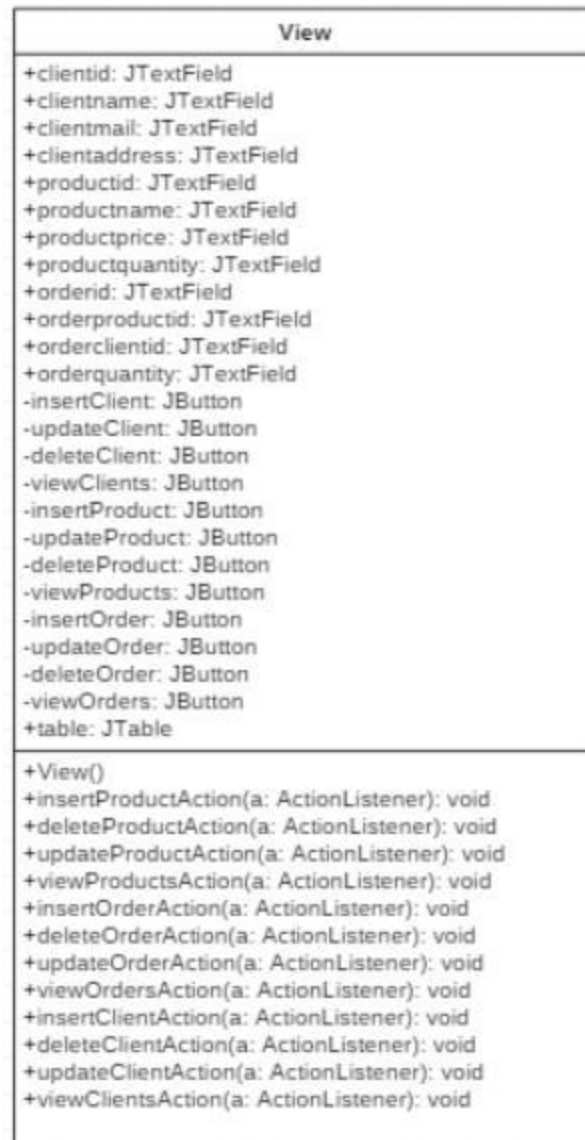 View
+clientid: JTextField
+clientname: JTextField
+clientmail: JTextField
+clientaddress: JTextField
+productid: JTextField
+productname: JTextField
+productprice: JTextField
+productquantity: JTextField
+orderid: JTextField
+orderproductid: JTextField
+orderclientid: JTextField
+orderquantity: JTextField
-insertClient: JButton
-updateClient: JButton
-deleteClient: JButton
-viewClients: JButton
-insertProduct: JButton
-updateProduct: JButton
-deleteProduct: JButton
-viewProducts: JButton
-insertOrder: JButton
-updateOrder: JButton
-deleteOrder: JButton
-viewOrders: JButton
+table: JTable
+View()
+insertProductAction(a: ActionListener): void
+deleteProductAction(a: ActionListener): void
+updateProductAction(a: ActionListener): void
+viewProductsAction(a: ActionListener): void
+insertOrderAction(a: ActionListener): void
+deleteOrderAction(a: ActionListener): void
+updateOrderAction(a: ActionListener): void
+viewOrdersAction(a: ActionListener): void
+insertClientAction(a: ActionListener): void
+deleteClientAction(a: ActionListener): void
+updateClientAction(a: ActionListener): void
+viewClientsAction(a: ActionListener): void